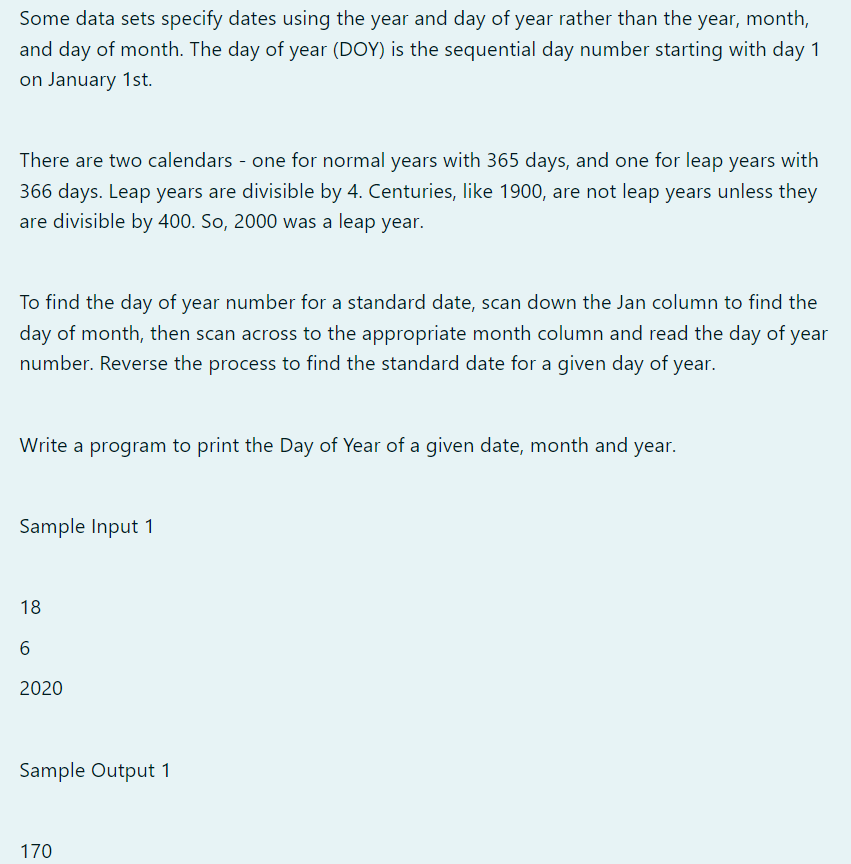 Some data sets specify dates using the year and day of year rather than the year, month,
and day of month. The day of year (DOY) is the sequential day number starting with day 1
on January 1st.
There are two calendars - one for normal years with 365 days, and one for leap years with
366 days. Leap years are divisible by 4. Centuries, like 1900, are not leap years unless they
are divisible by 400. So, 2000 was a leap year.
To find the day of year number for a standard date, scan down the Jan column to find the
day of month, then scan across to the appropriate month column and read the day of year
number. Reverse the process to find the standard date for a given day of year.
Write a program to print the Day of Year of a given date, month and year.
Sample Input 1
18
6
2020
Sample Output 1
170